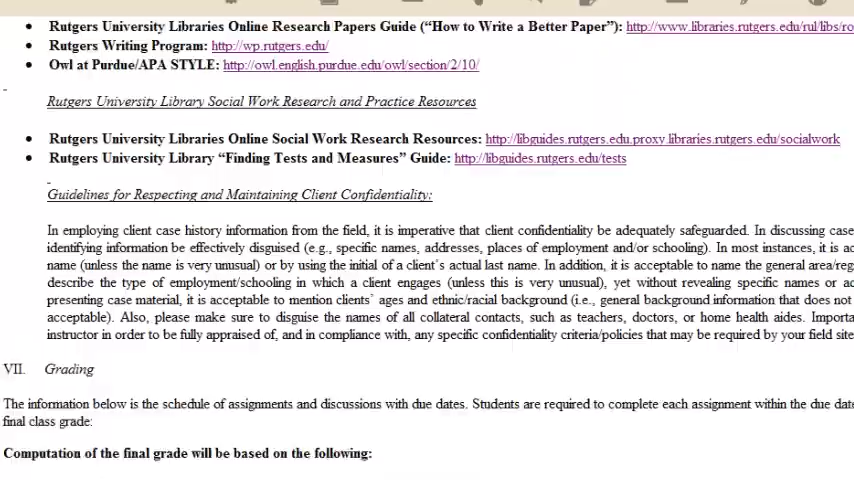 • Rutgers University Libraries Online Research Papers Guide (“How to Write a Better Paper”): http://www.libraries.rutgers.edu/rul/libs/ro
• Rutgers Writing Program: http://wp.rutgers.edu/
• Owl at Purdue/APA STYLE: http://owl.english.purdue.edu/owl/section/2/10/
Rutgers University Library Social Work Research and Practice Resources
• Rutgers University Libraries Online Social Work Research Resources: http://libguides.rutgers.edu.proxy.libraries.rutgers.edu/socialwork
• Rutgers University Library “Finding Tests and Measures” Guide: http://libguides.rutgers.edu/tests
Guidelines for Respecting and Maintaining Client Confidentiality:
In employing client case history information from the field, it is imperative that client confidentiality be adequately safeguarded. In discussing case
identifying information be effectively disguised (e.g., specific names, addresses, places of employment and/or schooling). In most instances, it is ac
name (unless the name is very unusual) or by using the initial of a client’s actual last name. In addition, it is acceptable to name the general area/reg
describe the type of employment/schooling in which a client engages (unless this is very unusual), yet without revealing specific names or ad
presenting case material, it is acceptable to mention clients’ ages and ethnic/racial background (i.e., general background information that does not
acceptable). Also, please make sure to disguise the names of all collateral contacts, such as teachers, doctors, or home health aides. Importa
instructor in order to be fully appraised of, and in compliance with, any specific confidentiality criteria/policies that may be required by your field site
VII. Grading
The information below is the schedule of assignments and discussions with due dates. Students are required to complete each assignment within the due date
final class grade:
Computation of the final grade will be based on the following: